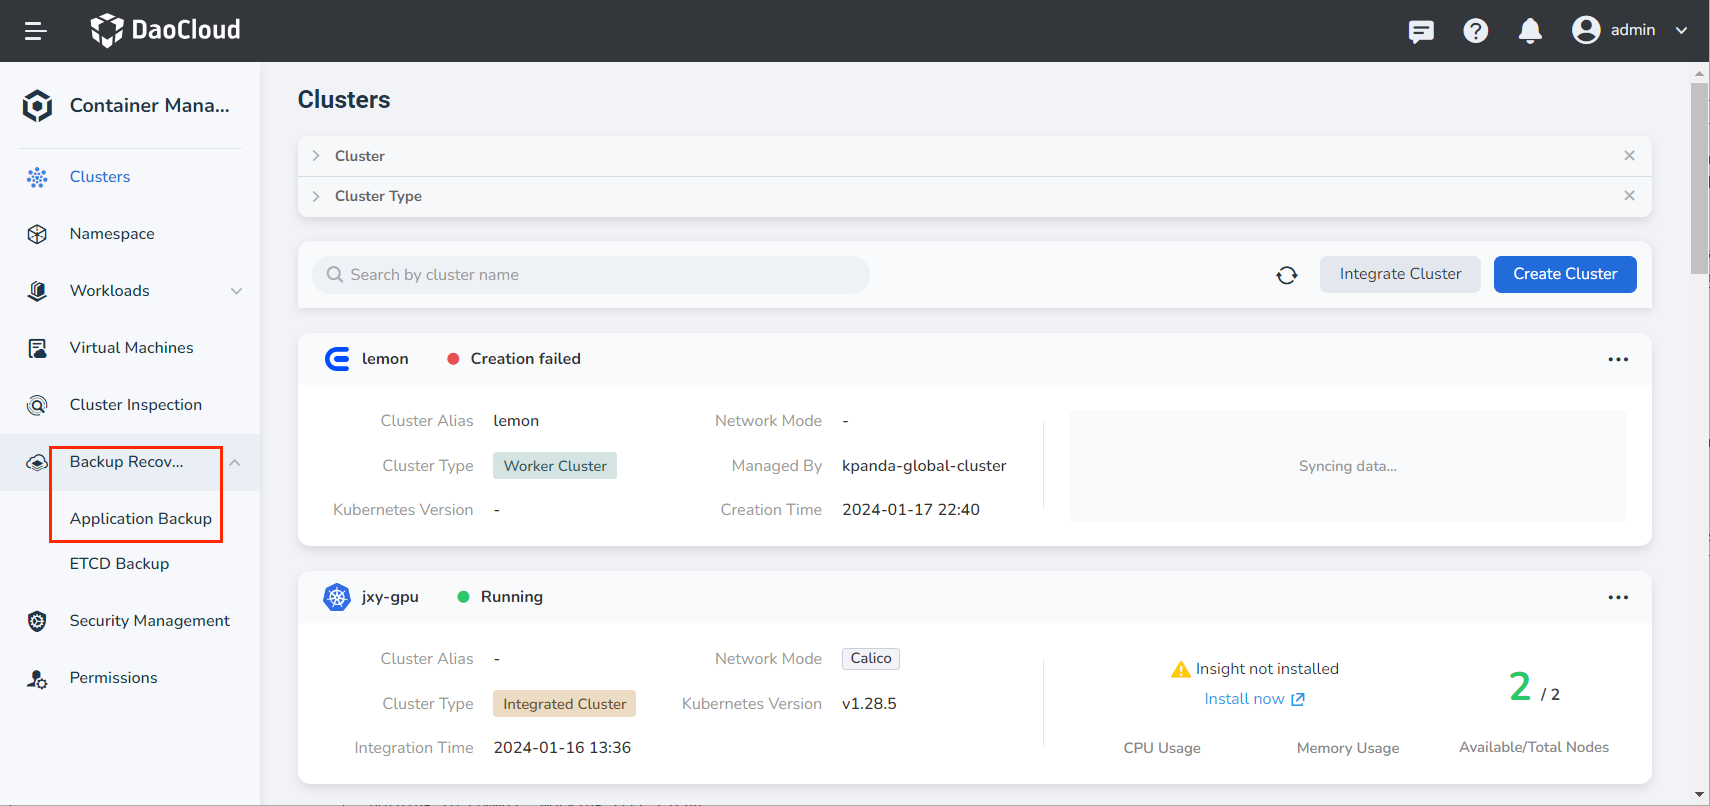 DaoCloud
admin
Container Mana...
Clusters
Namespace
Workloads
Virtual Machines
Cluster Inspection
Backup Recov...
Application Backup
ETCD Backup
Security Management
Permissions
Clusters
Cluster
Cluster Type
Search by cluster name
Integrate Cluster
Create Cluster
lemon
Creation failed
Cluster Alias lemon
Network Mode -
Cluster Type Worker Cluster
Managed By kpanda-global-cluster
Kubernetes Version -
Creation Time 2024-01-17 22:40
Syncing data...
jxy-gpu
Running
Cluster Alias -
Network Mode Calico
Cluster Type Integrated Cluster
Kubernetes Version v1.28.5
Integration Time 2024-01-16 13:36
Insight not installed
Install now
CPU Usage
Memory Usage
2 / 2
Available/Total Nodes